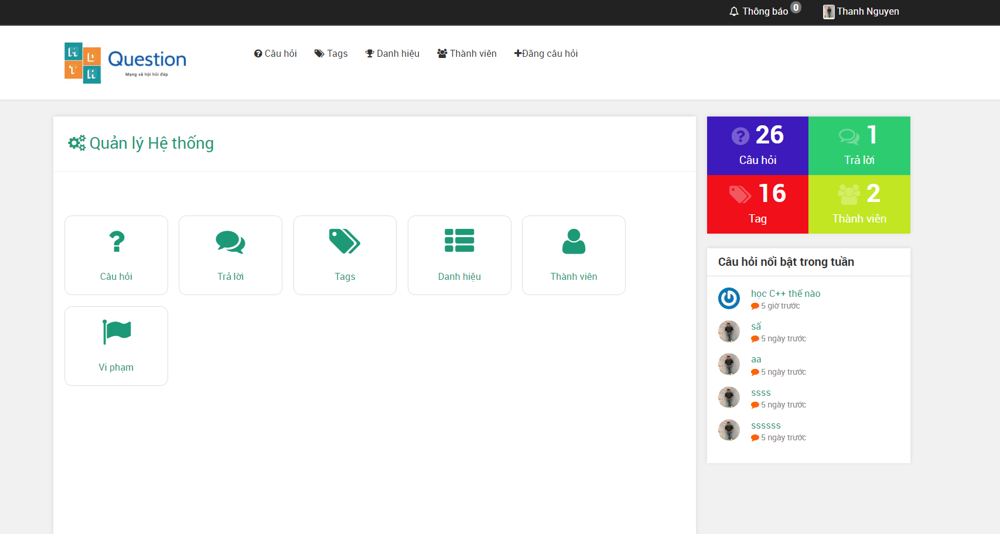 Thông báo 0 Thanh Nguyen
M D T H
Question
Mạng xã hội hỏi đáp
Câu hỏi Tags Danh hiệu Thành viên Đăng câu hỏi
Quản lý Hệ thống
Câu hỏi
Trả lời
Tags
Danh hiệu
Thành viên
Vi phạm
26
Câu hỏi
1
Trả lời
16
Tag
2
Thành viên
Câu hỏi nổi bật trong tuần
học C++ thế nào
5 giờ trước
sấ
5 ngày trước
aa
5 ngày trước
ssss
5 ngày trước
ssssss
5 ngày trước